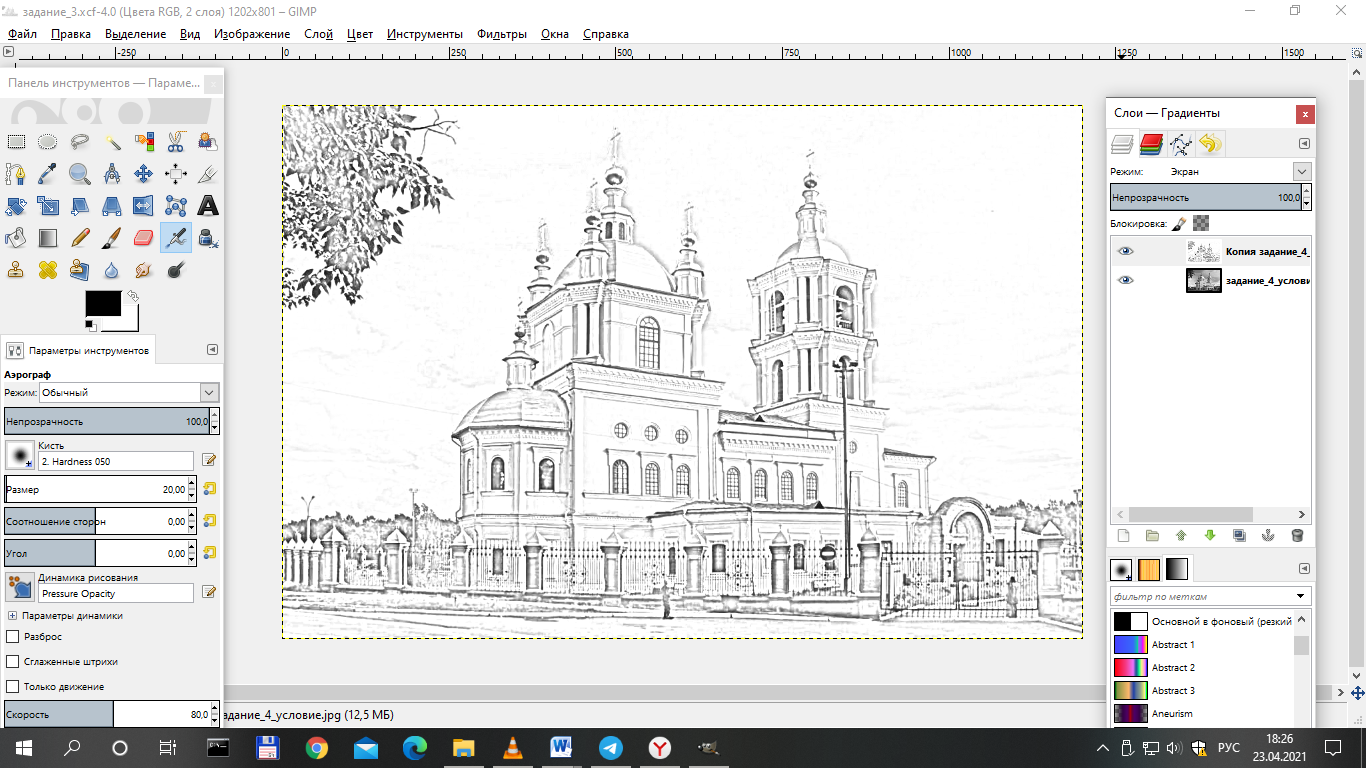 задание_3.xcf-4.0 (Цвета RGB, 2 слоя) 1202x801 – GIMP
Файл Правка Выделение Вид Изображение Слой Цвет Инструменты Фильтры Окна Справка
-250 0 250 500 750 1000 1250 1500
Панель инструментов — Параме...
Параметры инструментов
Аэрограф
Режим: Обычный
Непрозрачность 100,0
Кисть
2. Hardness 050
Размер 20,00
Соотношение сторон 0,00
Угол 0,00
Динамика рисования
Pressure Opacity
Параметры динамики
Разброс
Сглаженные штрихи
Только движение
Скорость 80,0
адание_4_условие.jpg (12,5 МБ)
Слои — Градиенты
Режим: Экран
Непрозрачность 100,0
Блокировка:
Копия задание_4_
задание_4_услови
фильтр по меткам
Основной в фоновый (резкий
Abstract 1
Abstract 2
Abstract 3
Aneurism
РУС
18:26
23.04.2021